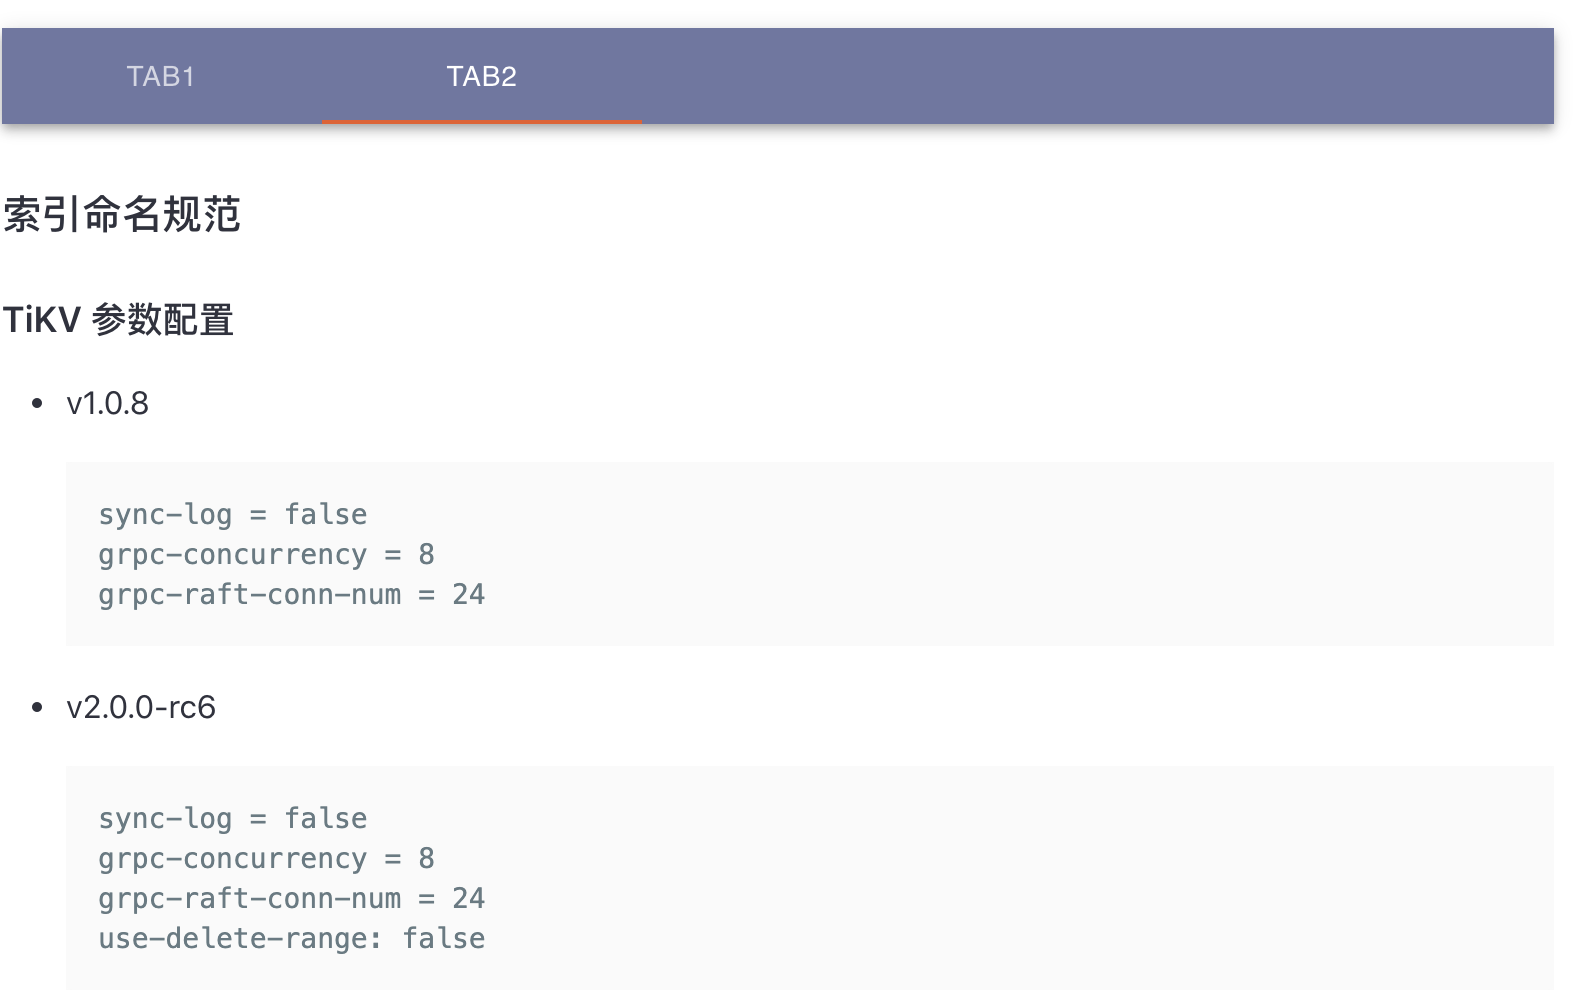 TAB1 TAB2
索引命名规范
TiKV 参数配置
v1.0.8
sync-log = false
grpc-concurrency = 8
grpc-raft-conn-num = 24
v2.0.0-rc6
sync-log = false
grpc-concurrency = 8
grpc-raft-conn-num = 24
use-delete-range: false